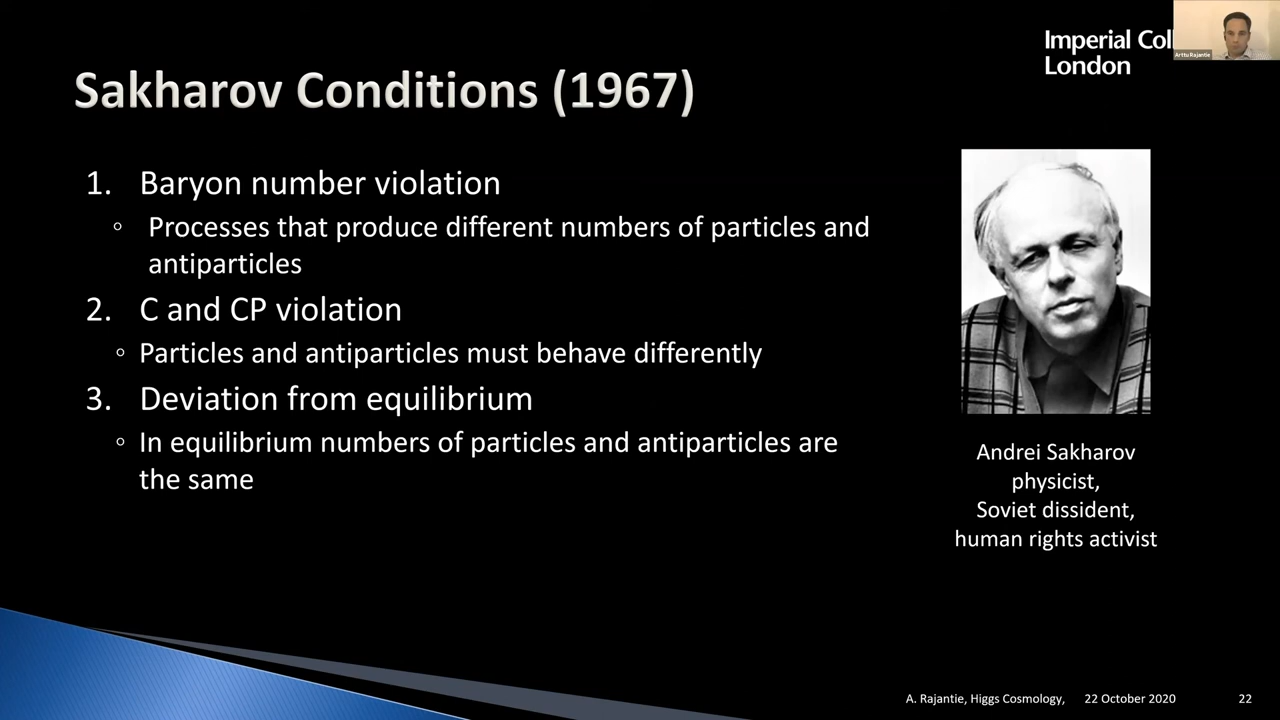 Imperial Col
London
Arttu Rajantie
Sakharov Conditions (1967)
1. Baryon number violation
◦ Processes that produce different numbers of particles and
antiparticles
2. C and CP violation
◦ Particles and antiparticles must behave differently
3. Deviation from equilibrium
◦ In equilibrium numbers of particles and antiparticles are
the same
Andrei Sakharov
physicist,
Soviet dissident,
human rights activist
A. Rajantie, Higgs Cosmology, 22 October 2020 22